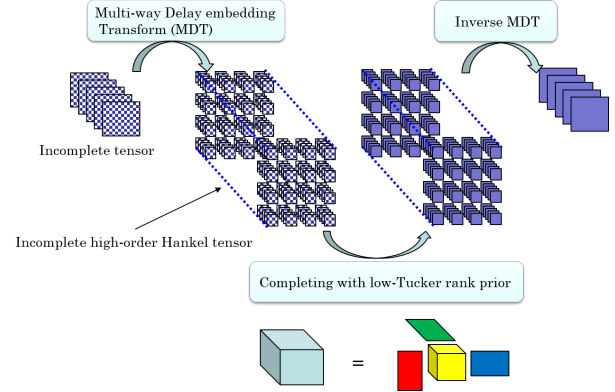 Multi-way Delay embedding
Transform (MDT)
Inverse MDT
Incomplete tensor
Incomplete high-order Hankel tensor
Completing with low-Tucker rank prior
=